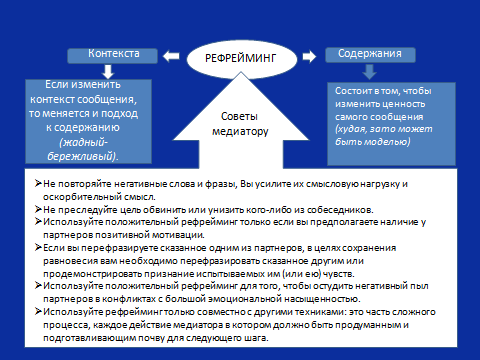 РЕФРЕЙМИНГ
Контекста
Содержания
Если изменить
контекст сообщения,
то меняется и подход
к содержанию
(жадный-
бережливый).
Состоит в том, чтобы
изменить ценность
самого сообщения
(худая, зато может
быть моделью)
Советы
медиатору
➢Не повторяйте негативные слова и фразы, Вы усилите их смысловую нагрузку и
оскорбительный смысл.
➢Не преследуйте цель обвинить или унизить кого-либо из собеседников.
➢Используйте положительный рефрейминг только если вы предполагаете наличие у
партнеров позитивной мотивации.
➢Если вы перефразируете сказанное одним из партнеров, в целях сохранения
равновесия вам необходимо перефразировать сказанное другим или
продемонстрировать признание испытываемых им (или ею) чувств.
➢Используйте положительный рефрейминг для того, чтобы остудить негативный пыл
партнеров в конфликтах с большой эмоциональной насыщенностью.
➢Используйте рефрейминг только совместно с другими техниками: это часть сложного
процесса, каждое действие медиатора в котором должно быть продуманным и
подготавливающим почву для следующего шага.